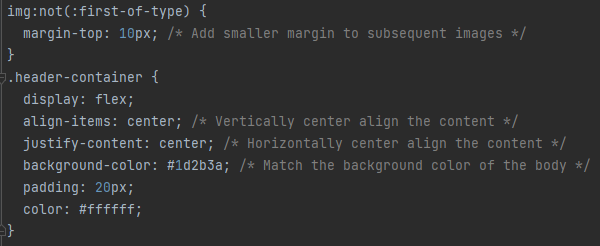 img:not(:first-of-type) {
  margin-top: 10px; /* Add smaller margin to subsequent images */
}
.header-container {
  display: flex;
  align-items: center; /* Vertically center align the content */
  justify-content: center; /* Horizontally center align the content */
  background-color: #1d2b3a; /* Match the background color of the body */
  padding: 20px;
  color: #ffffff;
}